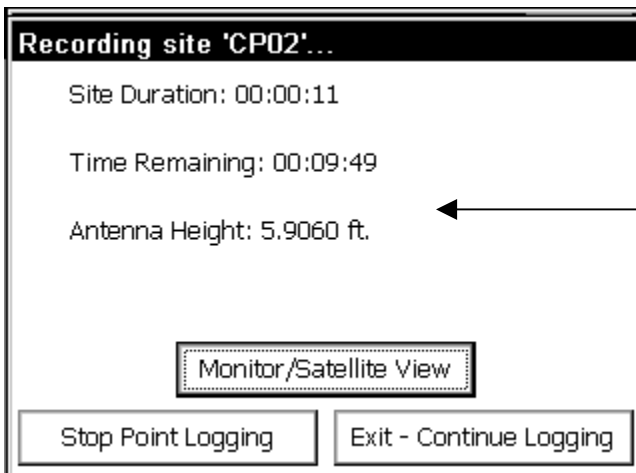 Recording site 'CP02'...
Site Duration: 00:00:11
Time Remaining: 00:09:49
Antenna Height: 5.9060 ft.
Monitor/Satellite View
Stop Point Logging
Exit - Continue Logging